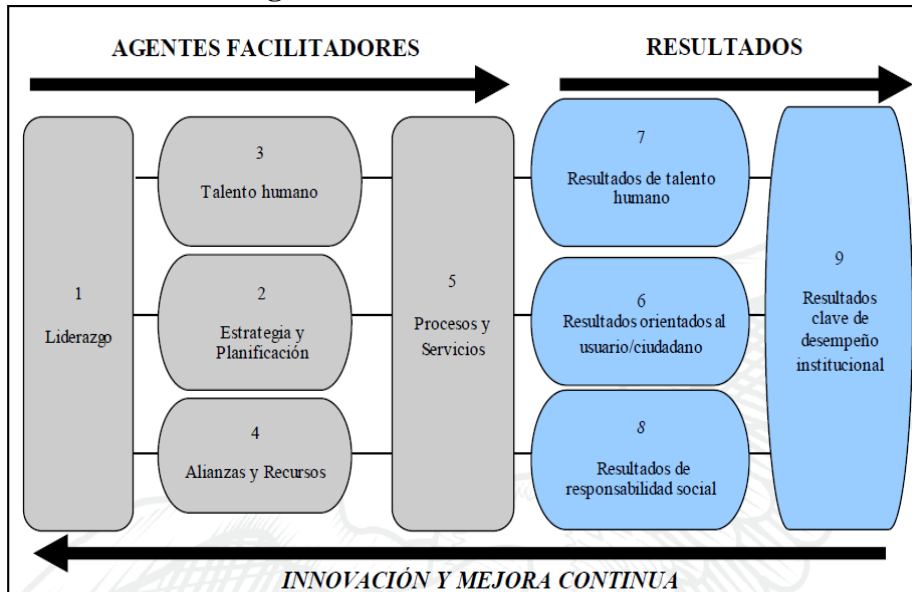 AGENTES FACILITADORES
RESULTADOS
1
Liderazgo
3
Talento humano
2
Estrategia y
Planificación
4
Alianzas y Recursos
5
Procesos y
Servicios
7
Resultados de talento
humano
6
Resultados orientados al
usuario/ciudadano
8
Resultados de
responsabilidad social
9
Resultados
clave de
desempeño
institucional
INNOVACIÓN Y MEJORA CONTINUA